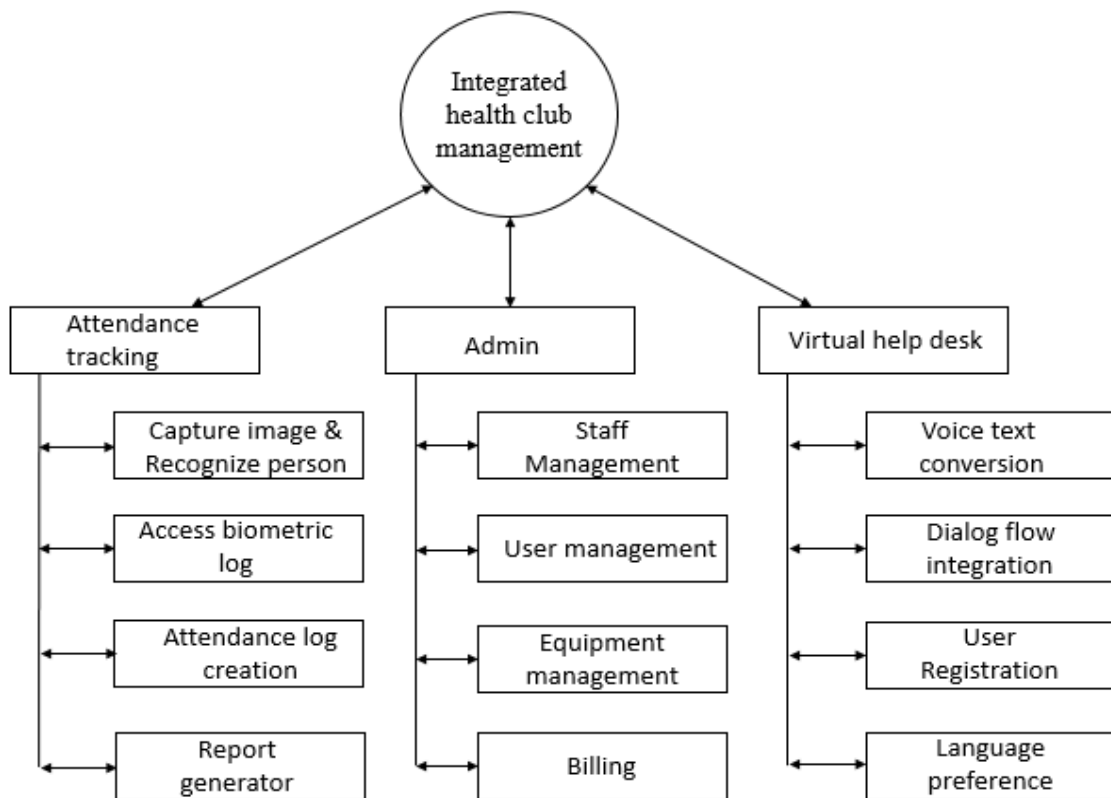 Integrated
health club
management
Attendance
tracking
Admin
Virtual help desk
Capture image &
Recognize person
Staff
Management
Voice text
conversion
Access biometric
log
User management
Dialog flow
integration
Attendance log
creation
Equipment
management
User
Registration
Report
generator
Billing
Language
preference